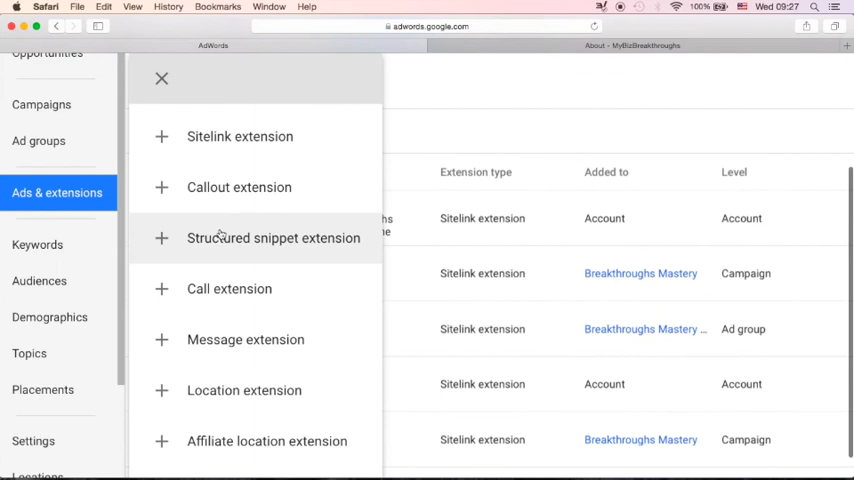 Safari File Edit View History Bookmarks Window Help 100% Wed 09:27
adwords.google.com
AdWords About - MyBizBreakthroughs
Opportunities
Campaigns
Ad groups
Ads & extensions
Keywords
Audiences
Demographics
Topics
Placements
Settings
Locations
Sitelink extension
Callout extension
Structured snippet extension
Call extension
Message extension
Location extension
Affiliate location extension
Extension type Added to Level
hs
ne
Sitelink extension Account Account
Sitelink extension Breakthroughs Mastery Campaign
Sitelink extension Breakthroughs Mastery ... Ad group
Sitelink extension Account Account
Sitelink extension Breakthroughs Mastery Campaign